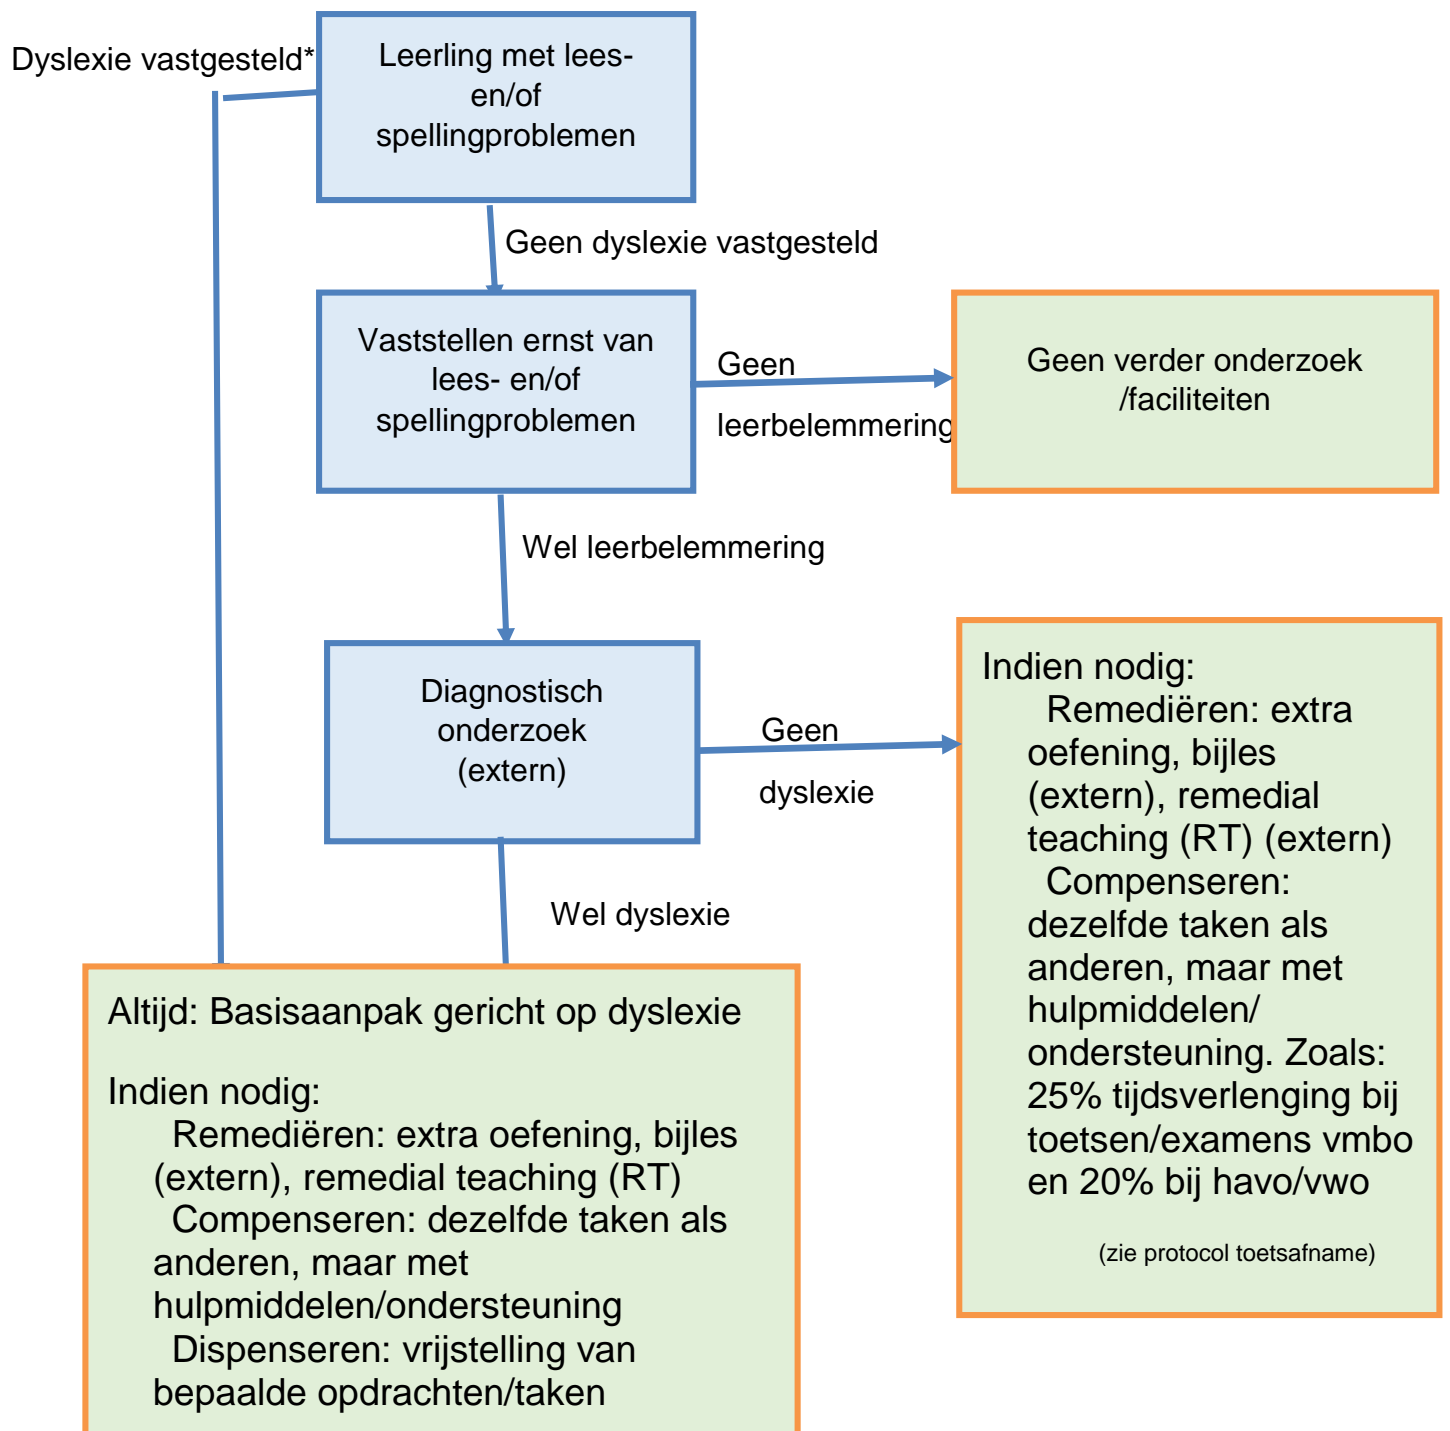 Dyslexie vastgesteld*
Leerling met lees-
en/of
spellingproblemen
Geen dyslexie vastgesteld
Vaststellen ernst van
lees- en/of
spellingproblemen
Geen
leerbelemmering
Geen verder onderzoek
/faciliteiten
Wel leerbelemmering
Diagnostisch
onderzoek
(extern)
Geen
dyslexie
Indien nodig:
Remediëren: extra
oefening, bijles
(extern), remedial
teaching (RT) (extern)
Compenseren:
dezelfde taken als
anderen, maar met
hulpmiddelen/
ondersteuning. Zoals:
25% tijdsverlenging bij
toetsen/examens vmbo
en 20% bij havo/vwo
(zie protocol toetsafname)
Wel dyslexie
Altijd: Basisaanpak gericht op dyslexie
Indien nodig:
Remediëren: extra oefening, bijles
(extern), remedial teaching (RT)
Compenseren: dezelfde taken als
anderen, maar met
hulpmiddelen/ondersteuning
Dispenseren: vrijstelling van
bepaalde opdrachten/taken